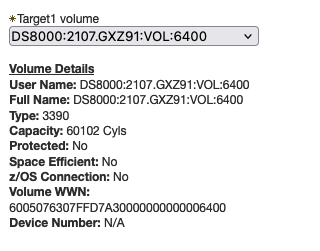 *Target1 volume
DS8000:2107.GXZ91:VOL:6400
Volume Details
User Name: DS8000:2107.GXZ91:VOL:6400
Full Name: DS8000:2107.GXZ91:VOL:6400
Type: 3390
Capacity: 60102 Cyls
Protected: No
Space Efficient: No
z/OS Connection: No
Volume WWN:
6005076307FFD7A30000000000006400
Device Number: N/A